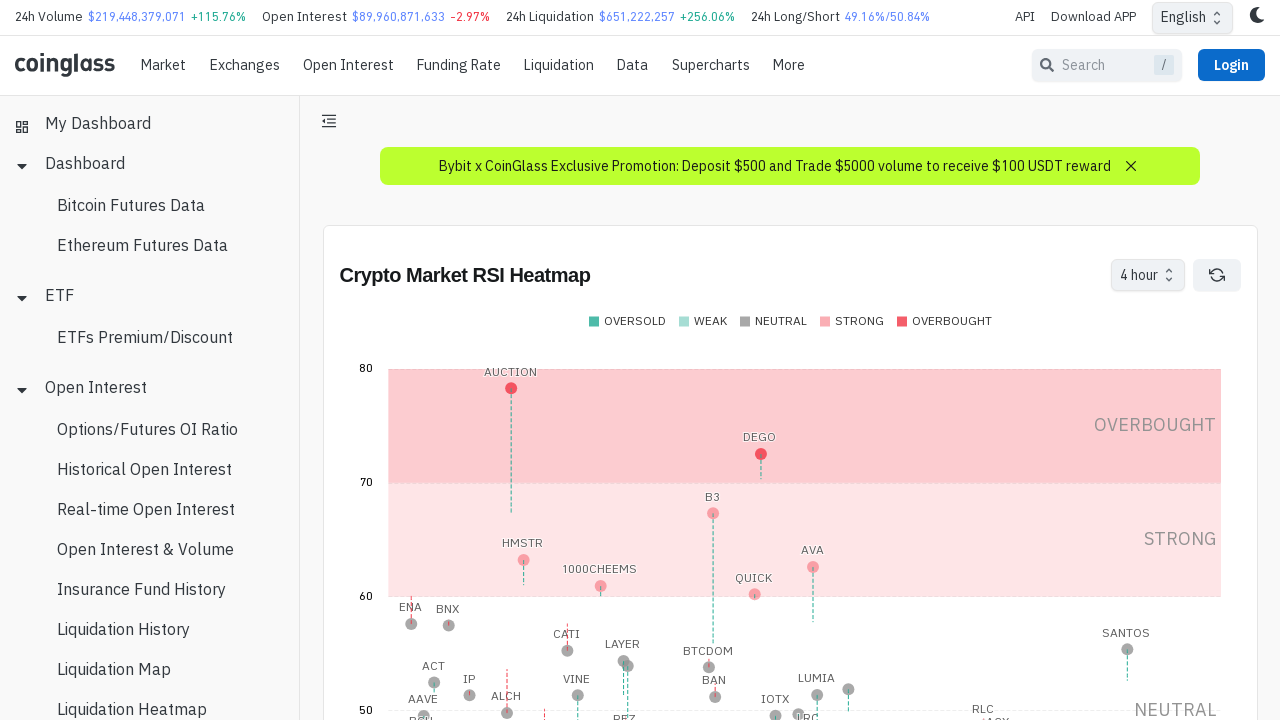 24h Volume $219,448,379,071 +115.76% Open Interest $89,960,871,633 -2.97% 24h Liquidation $651,222,257 +256.06% 24h Long/Short 49.16%/50.84% API Download APP English
coinglass Market Exchanges Open Interest Funding Rate Liquidation Data Supercharts More Search / Login
My Dashboard
Dashboard
Bitcoin Futures Data
Ethereum Futures Data
ETF
ETFs Premium/Discount
Open Interest
Options/Futures OI Ratio
Historical Open Interest
Real-time Open Interest
Open Interest & Volume
Insurance Fund History
Liquidation History
Liquidation Map
Liquidation Heatmap
Bybit x CoinGlass Exclusive Promotion: Deposit $500 and Trade $5000 volume to receive $100 USDT reward
Crypto Market RSI Heatmap
4 hour
OVERSOLD WEAK NEUTRAL STRONG OVERBOUGHT
80
AUCTION
OVERBOUGHT
DEGO
70
B3
STRONG
HMSTR
AVA
1000CHEEMS
QUICK
60
ENA
BNX
CATI
SANTOS
LAYER
BTCDOM
ACT
IP
VINE
BAN
LUMIA
AAVE
ALCH
IOTX
50
RLC
NEUTRAL